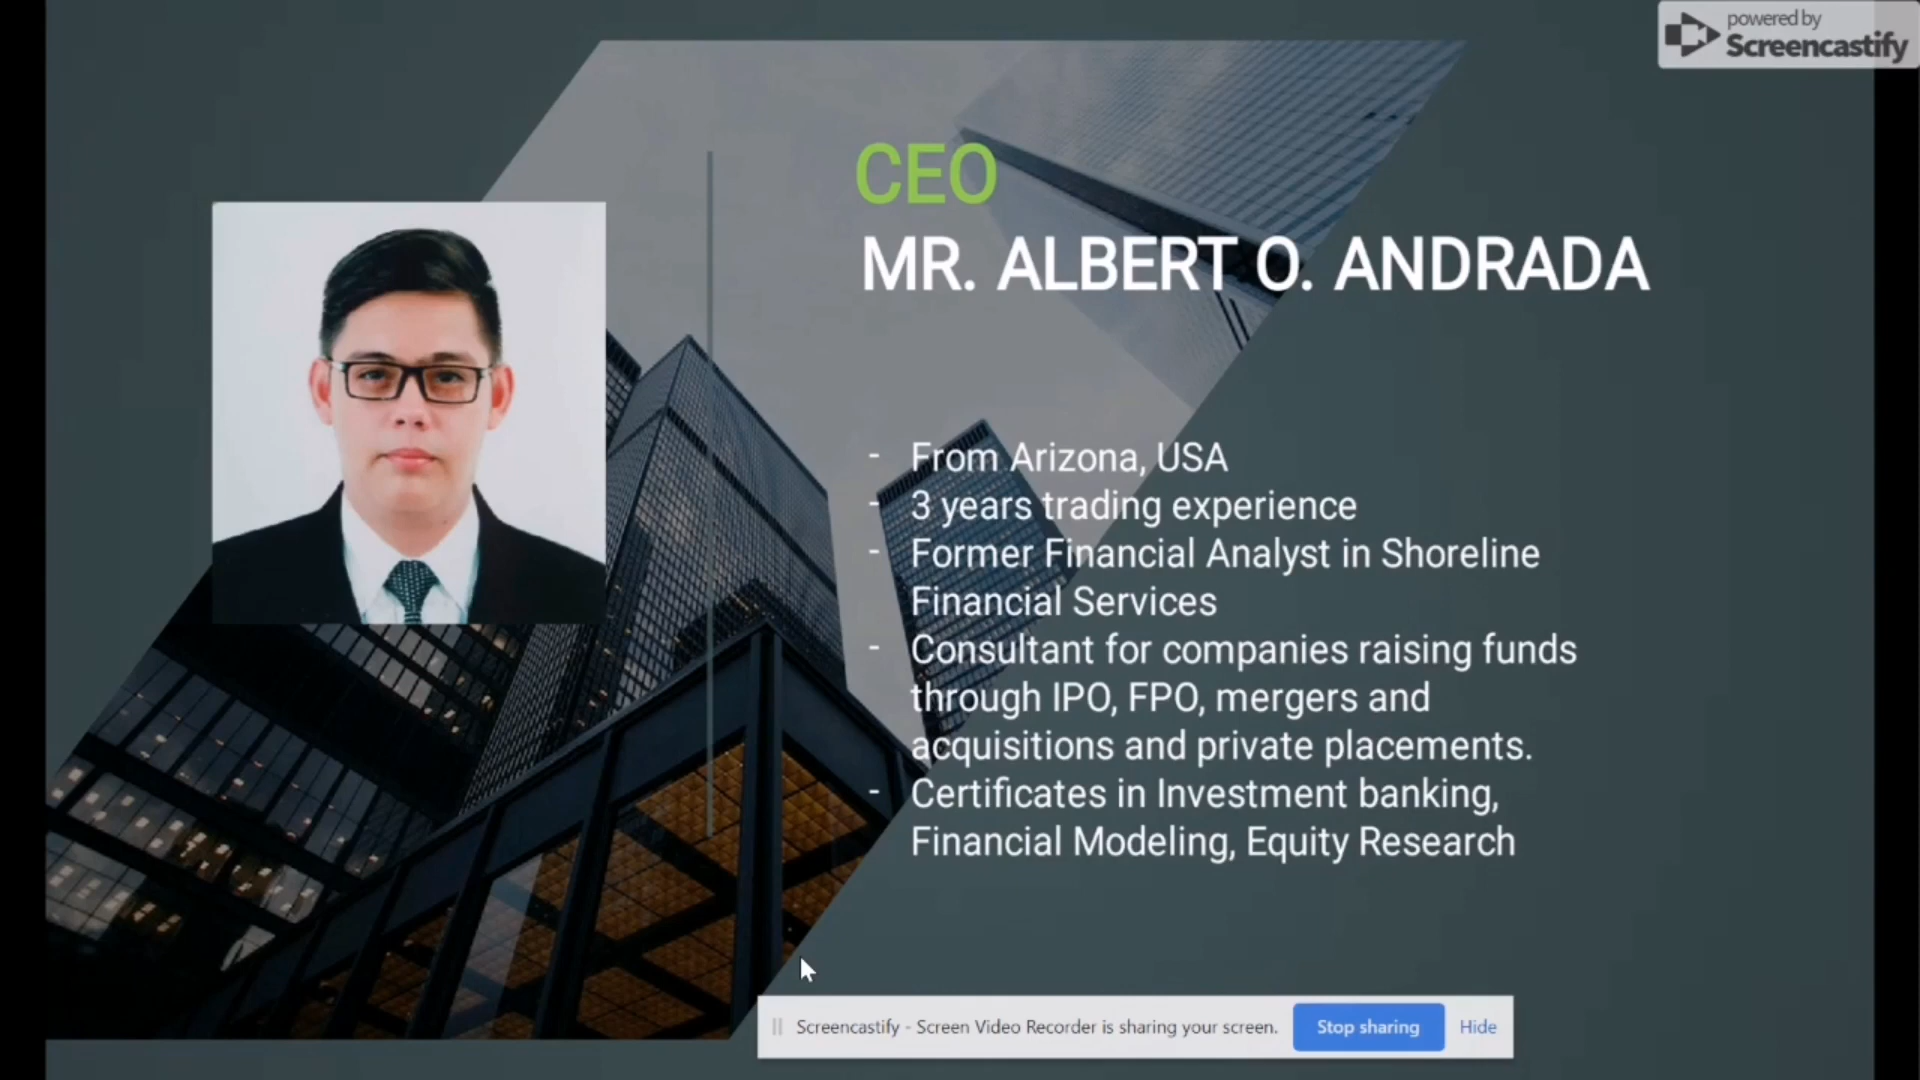 powered by
Screencastify
CEO
MR. ALBERT O. ANDRADA
- From Arizona, USA
- 3 years trading experience
- Former Financial Analyst in Shoreline
Financial Services
- Consultant for companies raising funds
through IPO, FPO, mergers and
acquisitions and private placements.
- Certificates in Investment banking,
Financial Modeling, Equity Research
Screencastify - Screen Video Recorder is sharing your screen. Stop sharing Hide